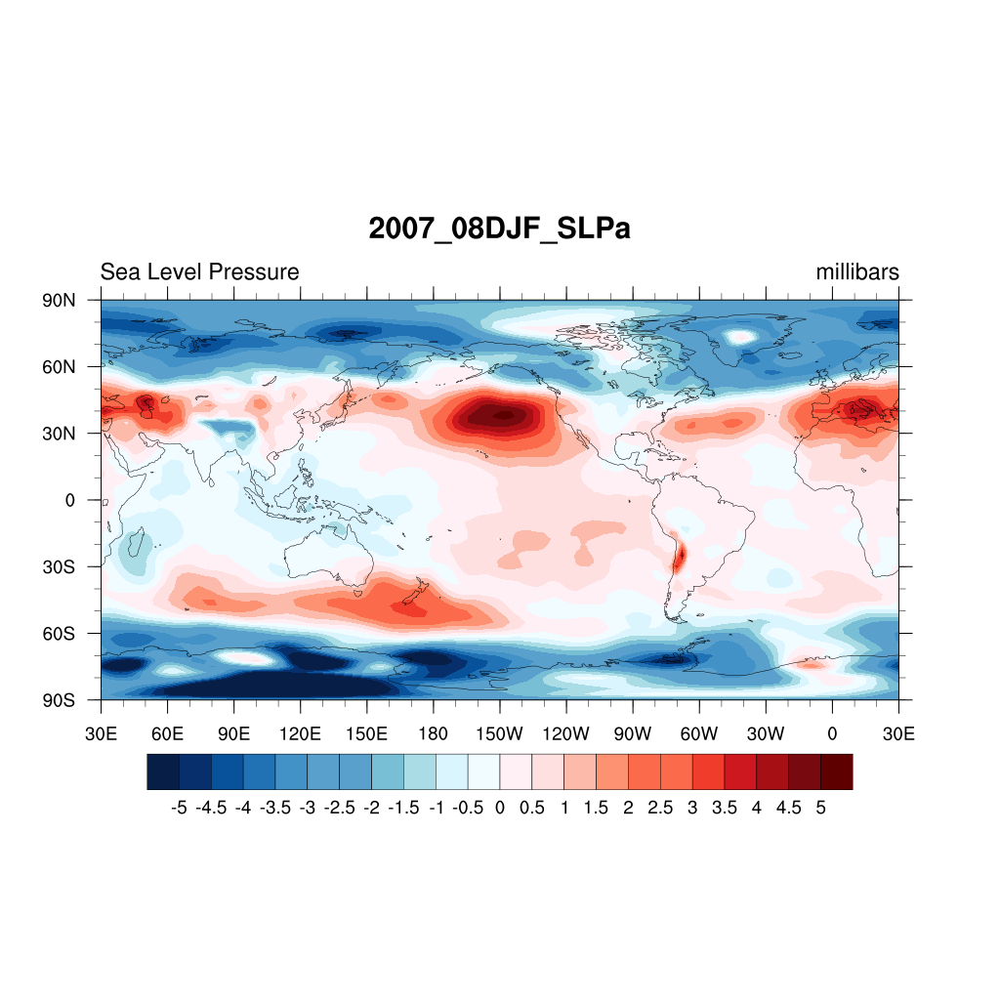 2007_08DJF_SLPa
Sea Level Pressure millibars
90N
60N
30N
0
30S
60S
90S
30E 60E 90E 120E 150E 180 150W 120W 90W 60W 30W 0 30E
-5 -4.5 -4 -3.5 -3 -2.5 -2 -1.5 -1 -0.5 0 0.5 1 1.5 2 2.5 3 3.5 4 4.5 5